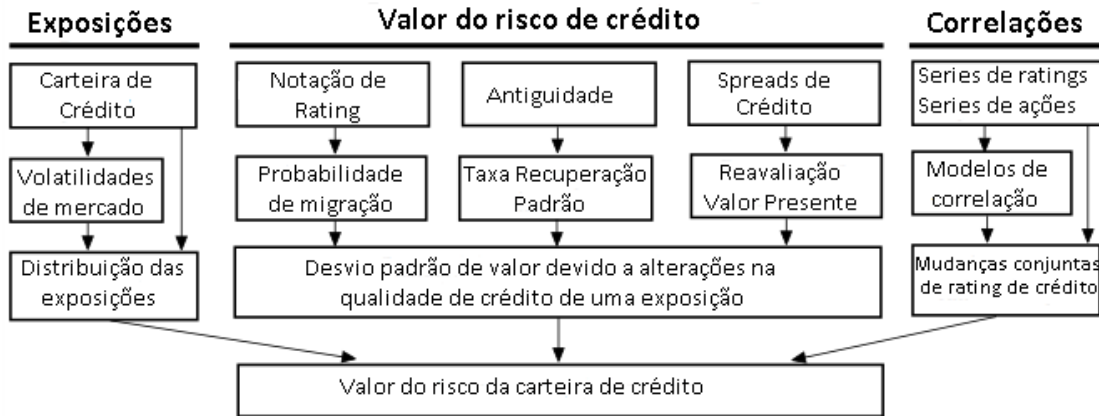 Exposições
Valor do risco de crédito
Correlações
Carteira de
Crédito
Notação de
Rating
Antiguidade
Spreads de
Crédito
Series de ratings
Series de ações
Volatilidades
de mercado
Probabilidade
de migração
Taxa Recuperação
Padrão
Reavaliação
Valor Presente
Modelos de
correlação
Distribuição das
exposições
Desvio padrão de valor devido a alterações na
qualidade de crédito de uma exposição
Mudanças conjuntas
de rating de crédito
Valor do risco da carteira de crédito